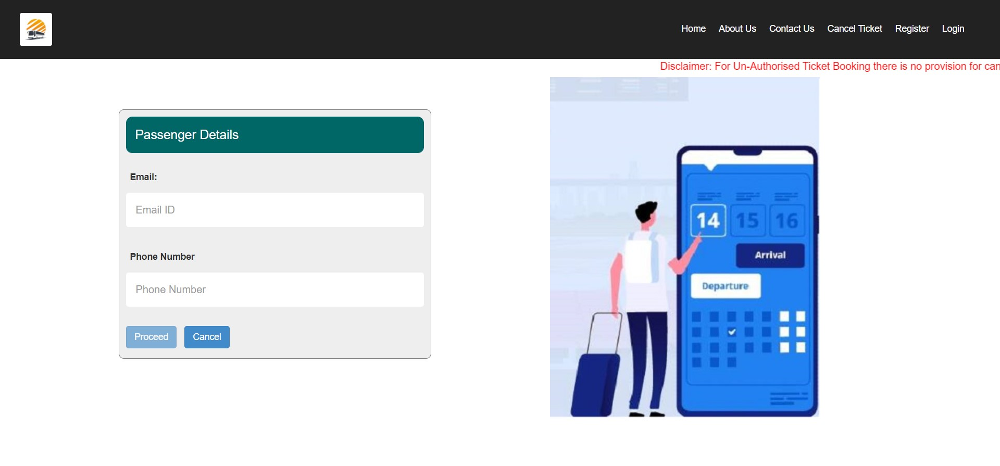 Home About Us Contact Us Cancel Ticket Register Login
Disclaimer: For Un-Authorised Ticket Booking there is no provision for can
Passenger Details
Email:
Email ID
Phone Number
Phone Number
Proceed Cancel
14 15 16
Arrival
Departure